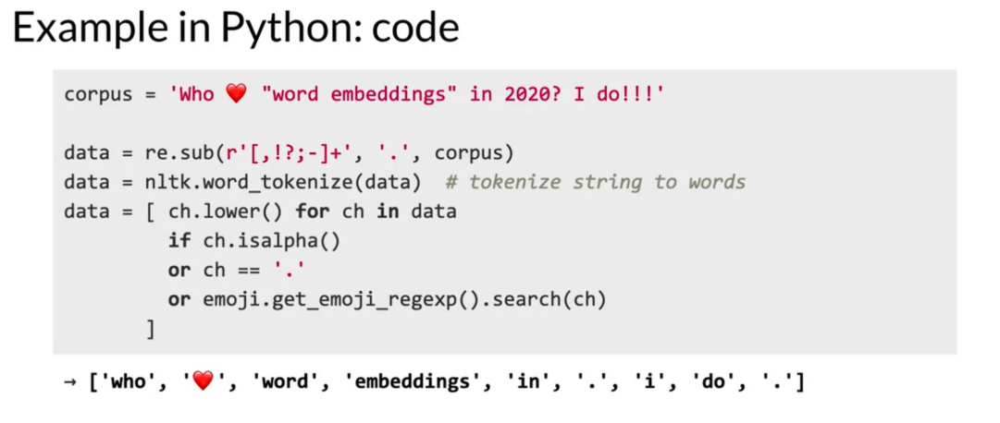 Example in Python: code
corpus = 'Who ❤️ "word embeddings" in 2020? I do!!!'
data = re.sub(r'[,!?;-]+', '.', corpus)
data = nltk.word_tokenize(data)  # tokenize string to words
data = [ ch.lower() for ch in data
if ch.isalpha()
or ch == '.'
or emoji.get_emoji_regexp().search(ch)
]
→ ['who', '❤️', 'word', 'embeddings', 'in', '.', 'i', 'do', '.']